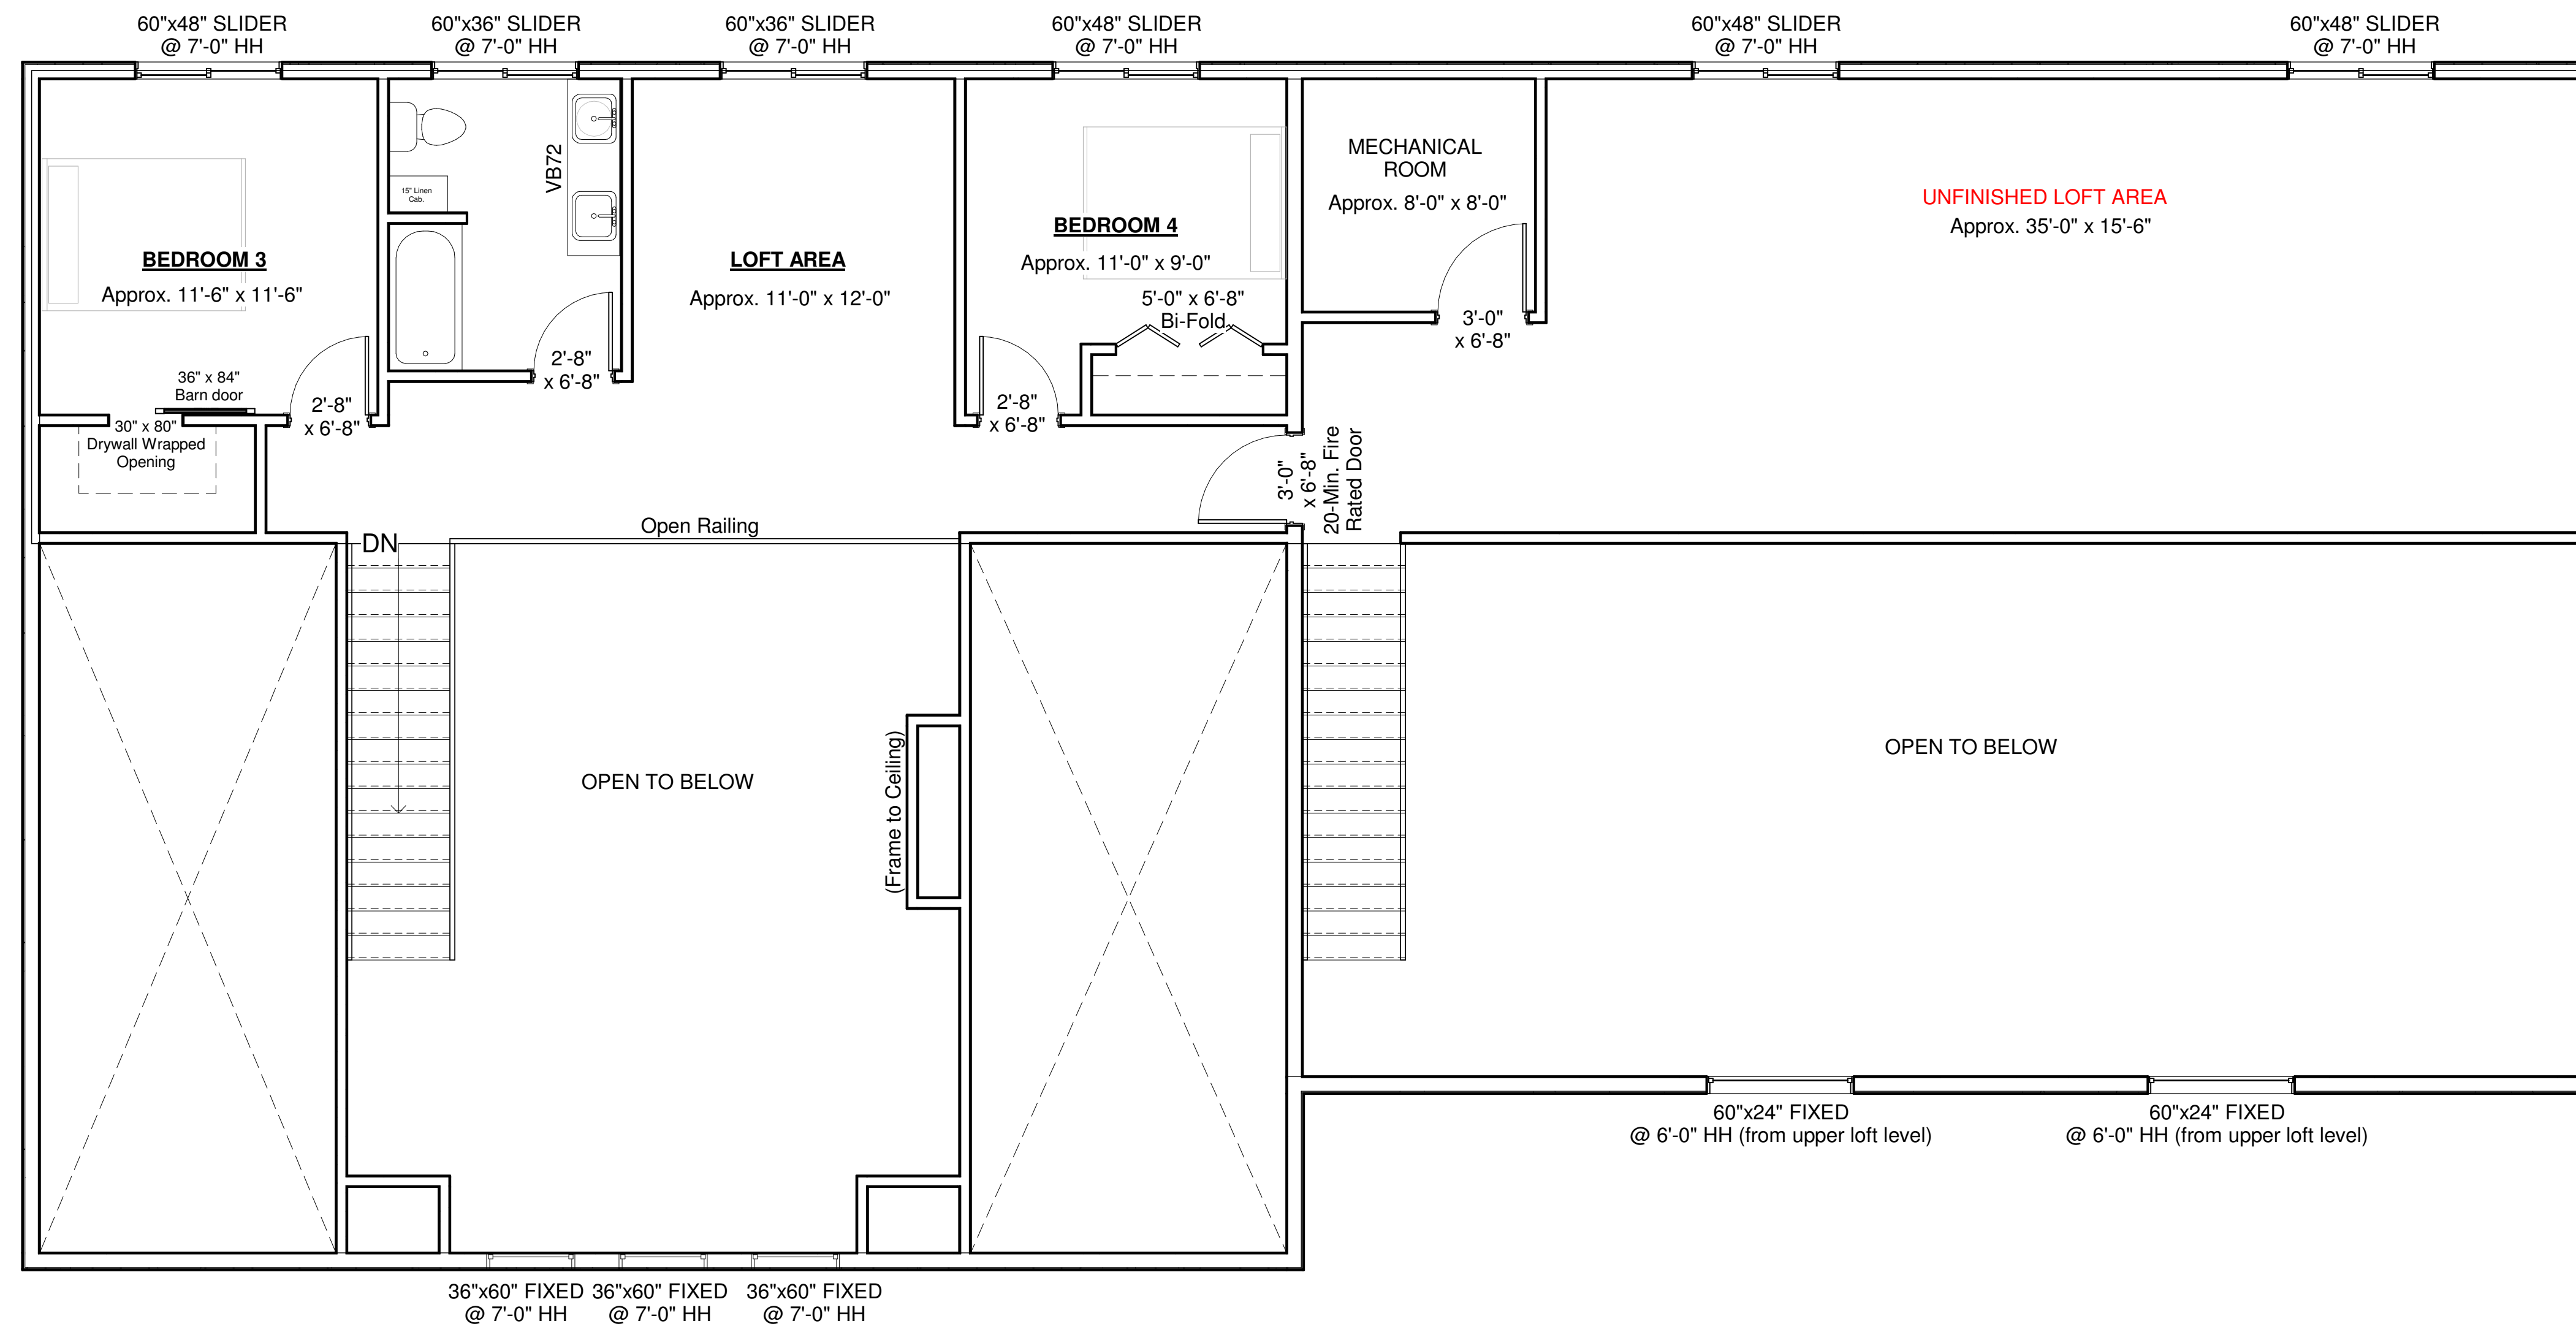 60"x48" SLIDER
@ 7'-0" HH
60"x36" SLIDER
@ 7'-0" HH
60"x36" SLIDER
@ 7'-0" HH
60"x48" SLIDER
@ 7'-0" HH
60"x48" SLIDER
@ 7'-0" HH
60"x48" SLIDER
@ 7'-0" HH
BEDROOM 3
Approx. 11'-6" x 11'-6"
36" x 84"
Barn door
30" x 80"
Drywall Wrapped
Opening
2'-8"
x 6'-8"
15" Linen
Cab.
VB72
2'-8"
x 6'-8"
LOFT AREA
Approx. 11'-0" x 12'-0"
BEDROOM 4
Approx. 11'-0" x 9'-0"
5'-0" x 6'-8"
Bi-Fold
2'-8"
x 6'-8"
MECHANICAL
ROOM
Approx. 8'-0" x 8'-0"
3'-0"
x 6'-8"
UNFINISHED LOFT AREA
Approx. 35'-0" x 15'-6"
3'-0"
x 6'-8"
20-Min. Fire
Rated Door
DN
Open Railing
OPEN TO BELOW
(Frame to Ceiling)
OPEN TO BELOW
60"x24" FIXED
@ 6'-0" HH (from upper loft level)
60"x24" FIXED
@ 6'-0" HH (from upper loft level)
36"x60" FIXED
@ 7'-0" HH
36"x60" FIXED
@ 7'-0" HH
36"x60" FIXED
@ 7'-0" HH